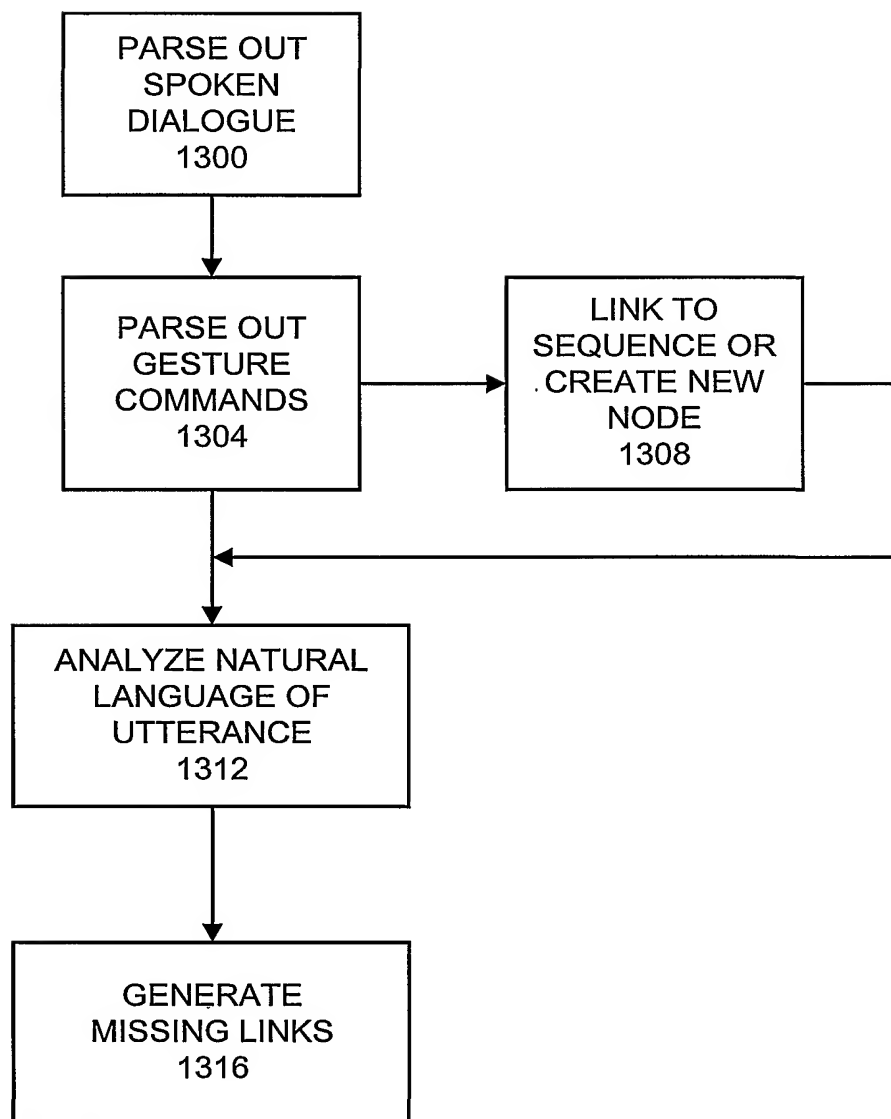 PARSE OUT
SPOKEN
DIALOGUE
1300
PARSE OUT
GESTURE
COMMANDS
1304
LINK TO
SEQUENCE OR
CREATE NEW
NODE
1308
ANALYZE NATURAL
LANGUAGE OF
UTTERANCE
1312
GENERATE
MISSING LINKS
1316